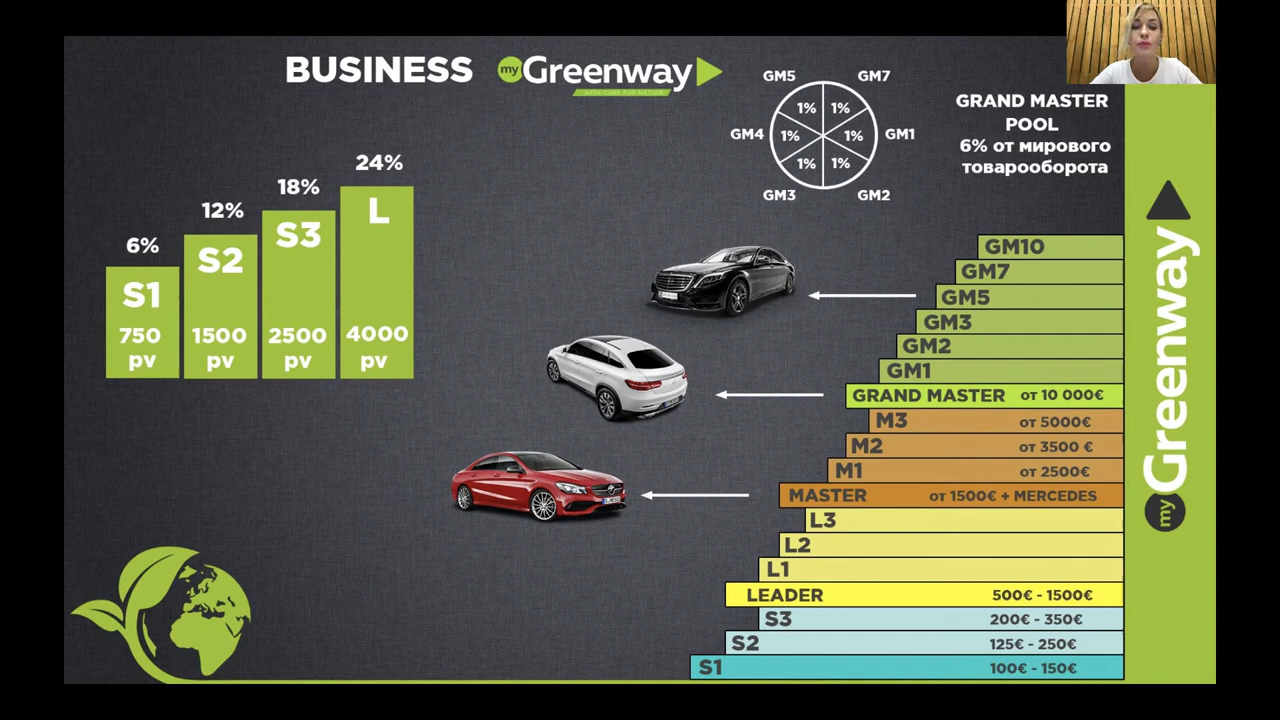 BUSINESS
my Greenway
WITH CARE FOR NATURE
6%
S1
750
pv
12%
S2
1500
pv
18%
S3
2500
pv
24%
L
4000
pv
GM5
GM7
GM4
GM1
GM3
GM2
1%
1%
1%
1%
1%
1%
GRAND MASTER
POOL
6% от мирового
товарооборота
GM10
GM7
GM5
GM3
GM2
GM1
GRAND MASTER от 10 000€
M3 от 5000€
M2 от 3500 €
M1 от 2500€
MASTER от 1500€ + MERCEDES
L3
L2
L1
LEADER 500€ - 1500€
S3 200€ - 350€
S2 125€ - 250€
S1 100€ - 150€
my Greenway